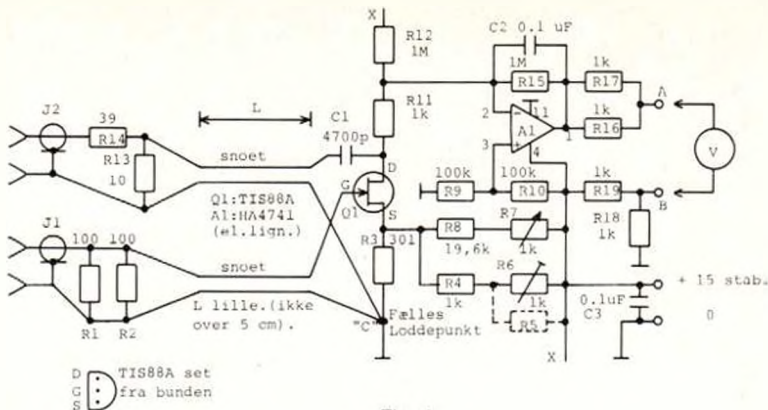 X
R12
1M
C2 0.1 uF
1M
R15
1k
R17
A
1k
R16
R11
1k
2
3
11
A1
4
1
V
J2
39
R14
R13
10
L
snoet
C1
4700p
D
G
S
Q1
Q1:TIS88A
A1:HA4741
(el.lign.)
100k
R9
100k
R10
1k
R19
B
R18
1k
R8
19,6k
R7
1k
R3
301
R4
1k
R6
1k
R5
+ 15 stab.
0.1uF
C3
0
J1
100
100
R1
R2
snoet
L lille.(ikke
over 5 cm).
"C"
Fælles
Loddepunkt
X
D
G
S
TIS88A set
fra bunden